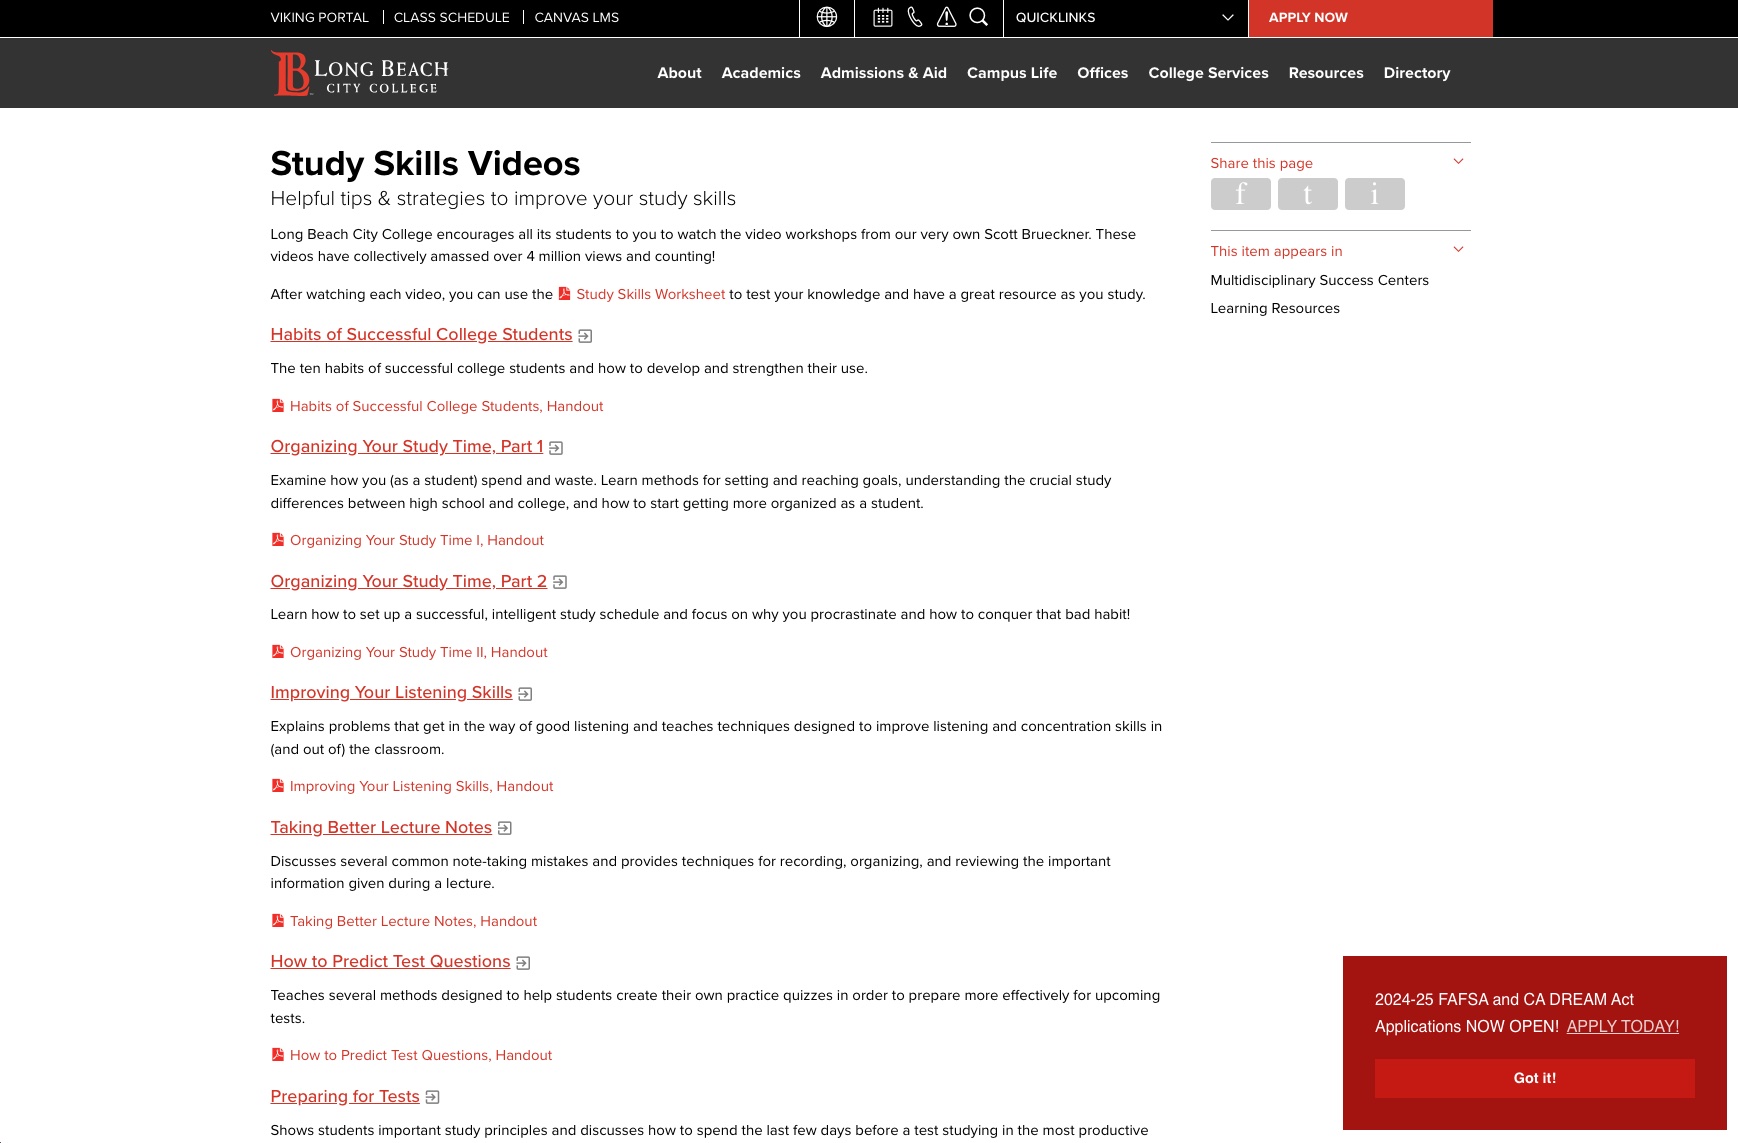 VIKING PORTAL
CLASS SCHEDULE
CANVAS LMS
QUICKLINKS
APPLY NOW
LB
LONG BEACH
CITY COLLEGE
About
Academics
Admissions & Aid
Campus Life
Offices
College Services
Resources
Directory
Study Skills Videos
Helpful tips & strategies to improve your study skills
Long Beach City College encourages all its students to you to watch the video workshops from our very own Scott Brueckner. These
videos have collectively amassed over 4 million views and counting!
After watching each video, you can use the Study Skills Worksheet to test your knowledge and have a great resource as you study.
Habits of Successful College Students
The ten habits of successful college students and how to develop and strengthen their use.
Habits of Successful College Students, Handout
Organizing Your Study Time, Part 1
Examine how you (as a student) spend and waste. Learn methods for setting and reaching goals, understanding the crucial study
differences between high school and college, and how to start getting more organized as a student.
Organizing Your Study Time I, Handout
Organizing Your Study Time, Part 2
Learn how to set up a successful, intelligent study schedule and focus on why you procrastinate and how to conquer that bad habit!
Organizing Your Study Time II, Handout
Improving Your Listening Skills
Explains problems that get in the way of good listening and teaches techniques designed to improve listening and concentration skills in
(and out of) the classroom.
Improving Your Listening Skills, Handout
Taking Better Lecture Notes
Discusses several common note-taking mistakes and provides techniques for recording, organizing, and reviewing the important
information given during a lecture.
Taking Better Lecture Notes, Handout
How to Predict Test Questions
Teaches several methods designed to help students create their own practice quizzes in order to prepare more effectively for upcoming
tests.
How to Predict Test Questions, Handout
Preparing for Tests
Shows students important study principles and discusses how to spend the last few days before a test studying in the most productive
Share this page
f t i
This item appears in
Multidisciplinary Success Centers
Learning Resources
2024-25 FAFSA and CA DREAM Act
Applications NOW OPEN! APPLY TODAY!
Got it!